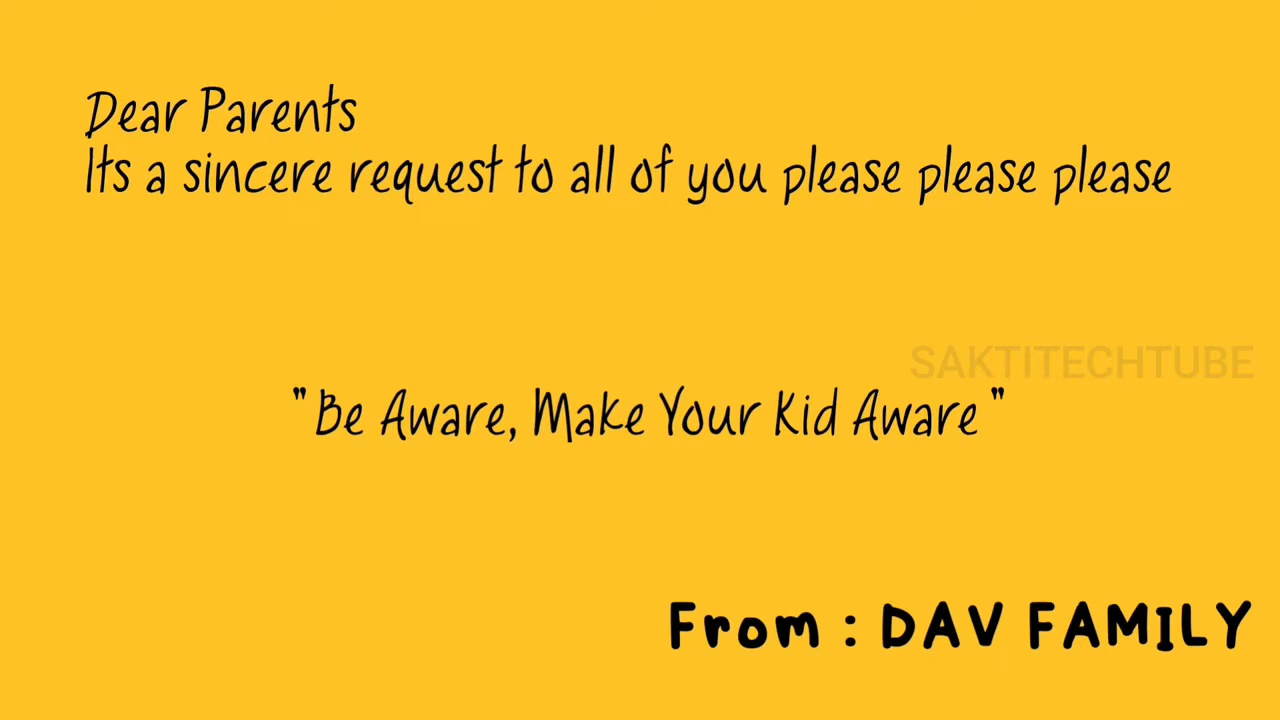 Dear Parents
Its a sincere request to all of you please please please
SAKTITECHTUBE
"Be Aware, Make Your Kid Aware"
From : DAV FAMILY